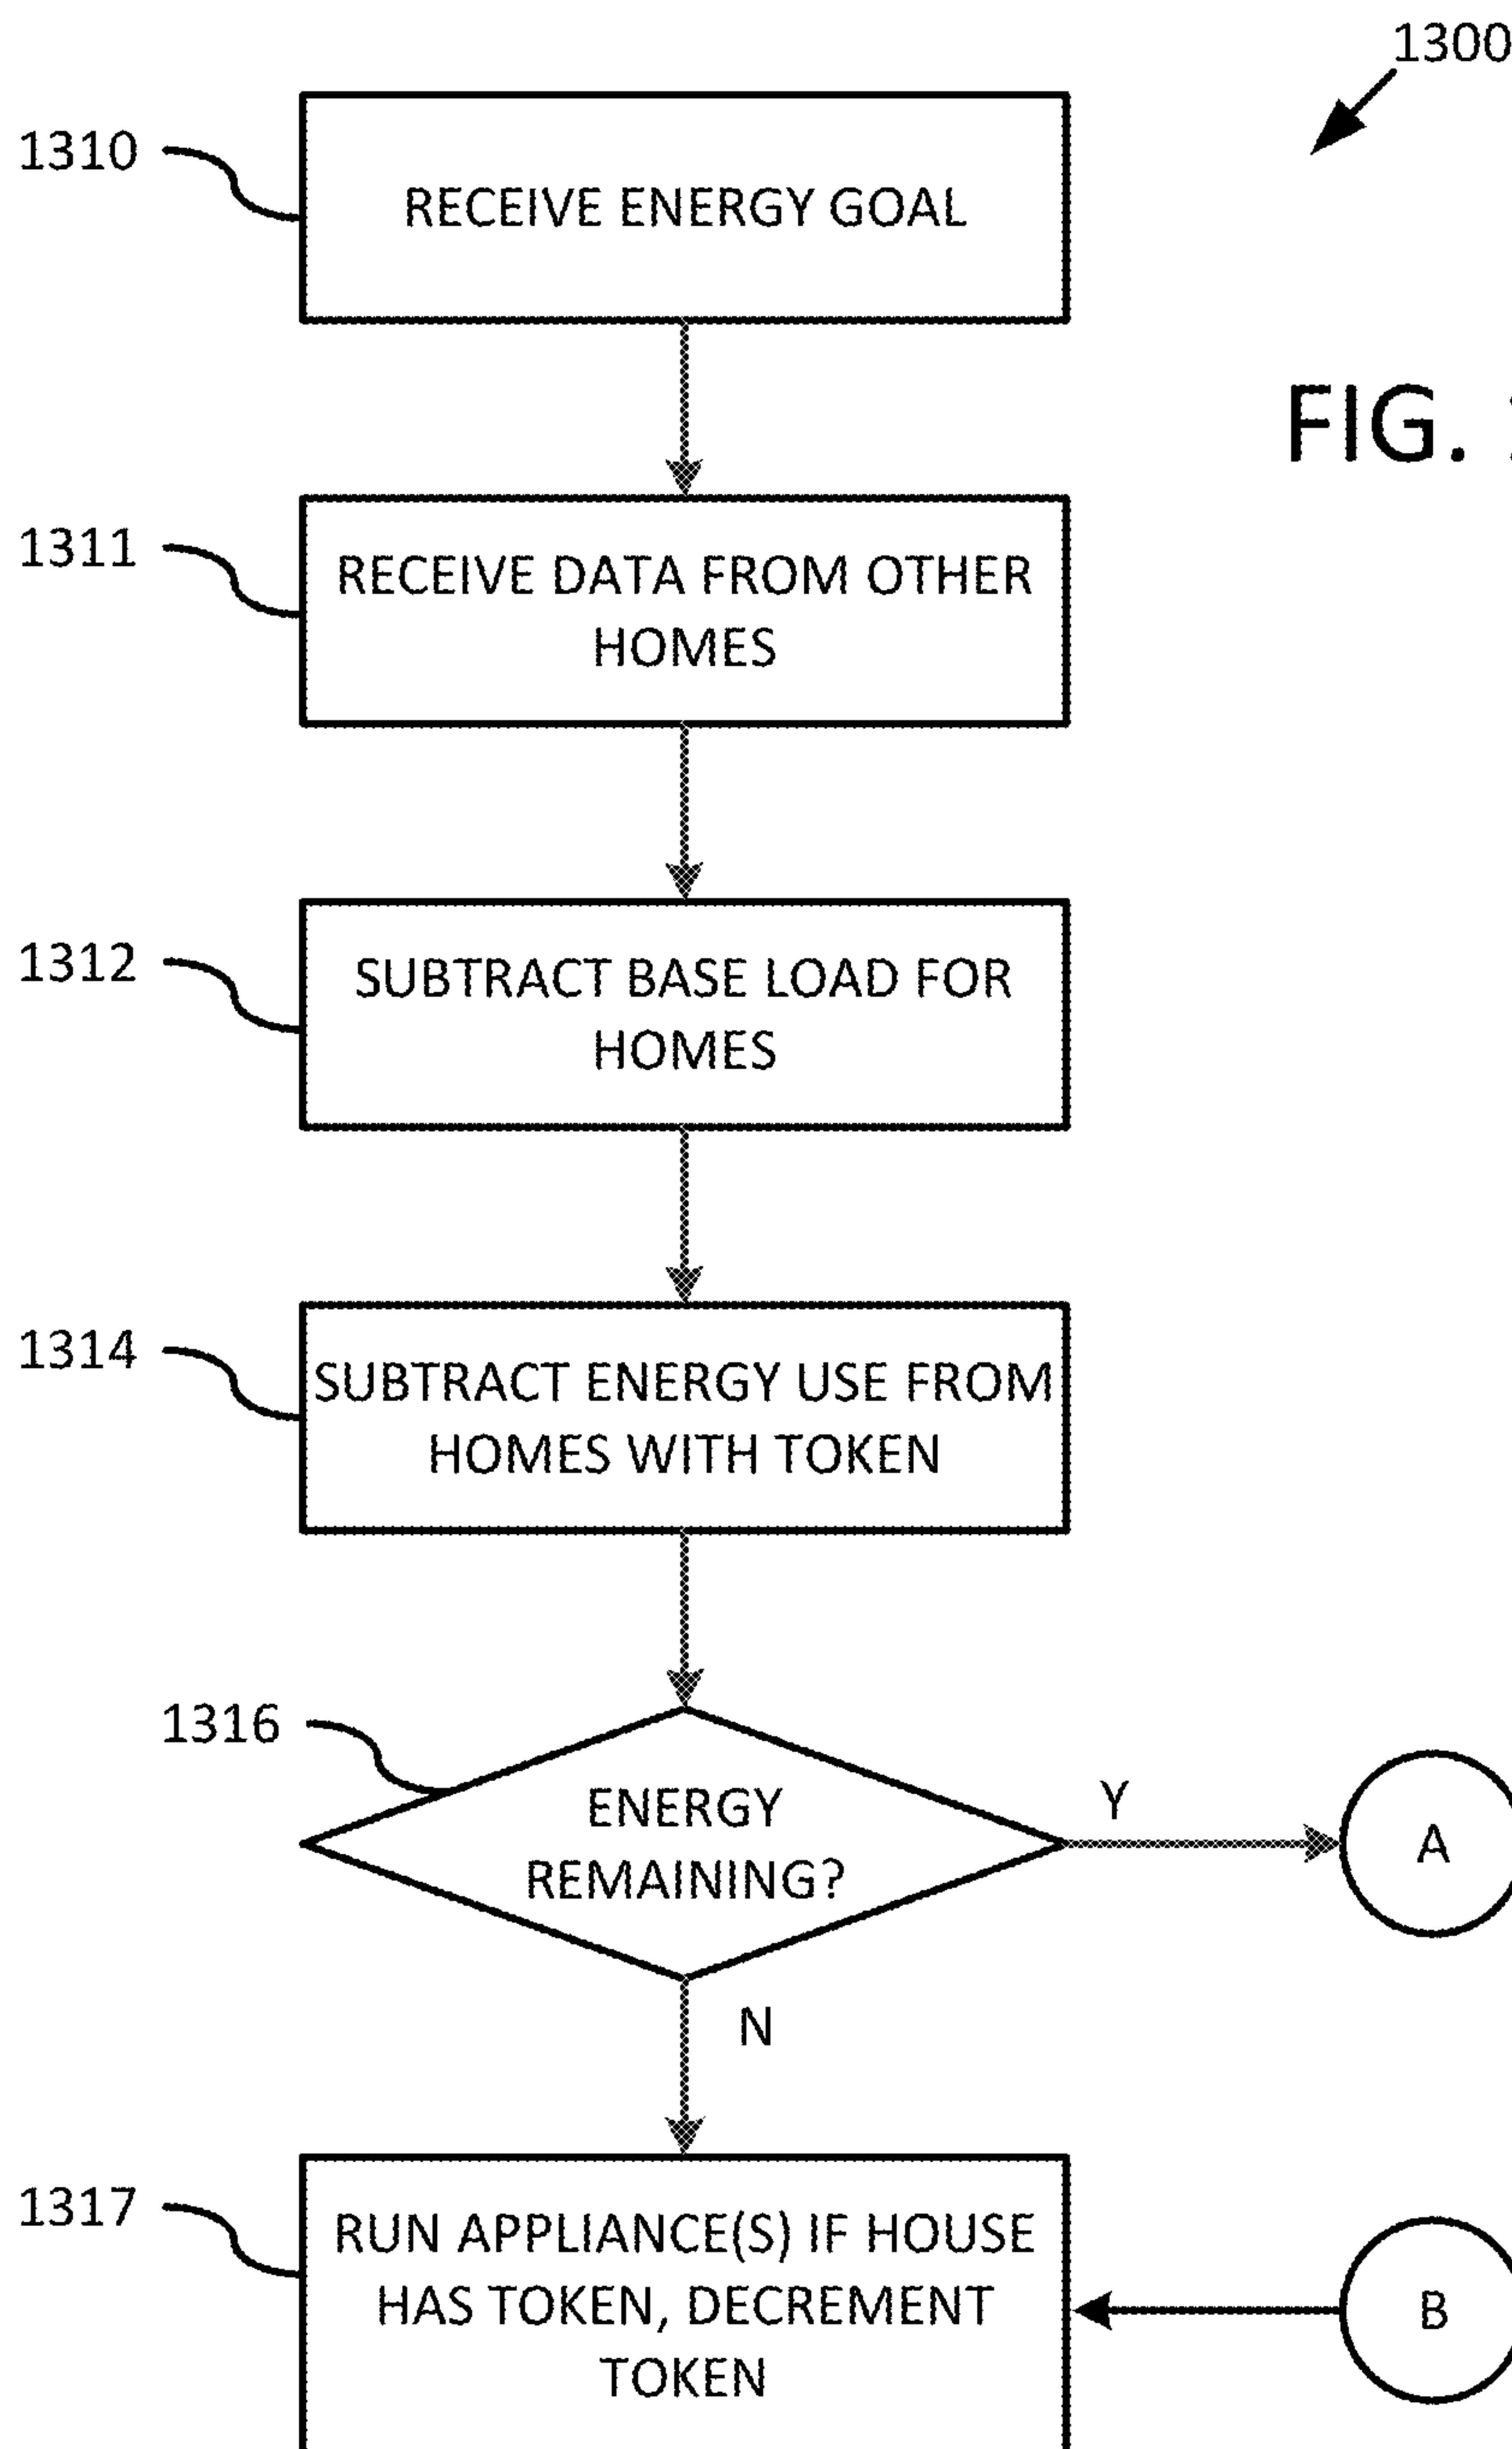 1300
1310
RECEIVE ENERGY GOAL
FIG.
1311
RECEIVE DATA FROM OTHER
HOMES
1312
SUBTRACT BASE LOAD FOR
HOMES
1314
SUBTRACT ENERGY USE FROM
HOMES WITH TOKEN
1316
ENERGY
REMAINING?
Y
A
N
1317
RUN APPLIANCE(S) IF HOUSE
HAS TOKEN, DECREMENT
TOKEN
B